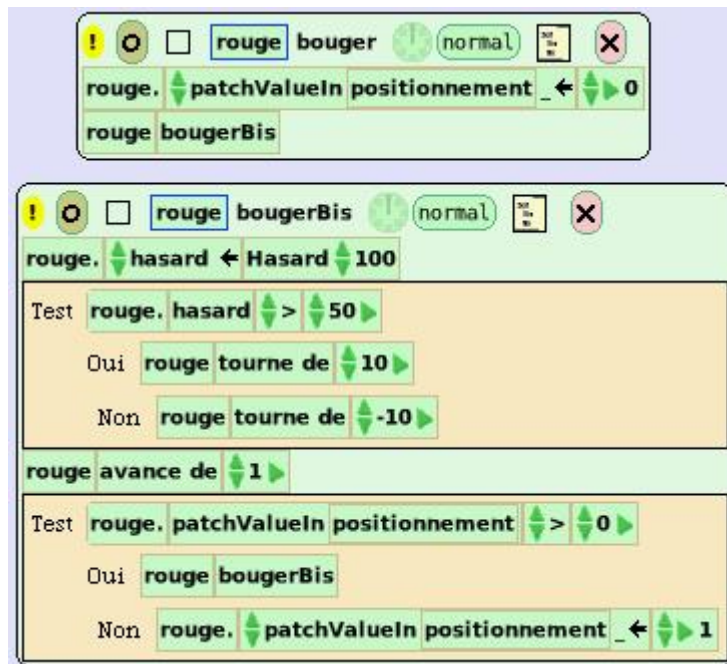 ! O rouge bouger normal
rouge. patchValueIn positionnement _ ← 0
rouge bougerBis
! O rouge bougerBis normal
rouge. hasard ← Hasard 100
Test rouge. hasard > 50
Oui rouge tourne de 10
Non rouge tourne de -10
rouge avance de 1
Test rouge. patchValueIn positionnement > 0
Oui rouge bougerBis
Non rouge. patchValueIn positionnement _ ← 1